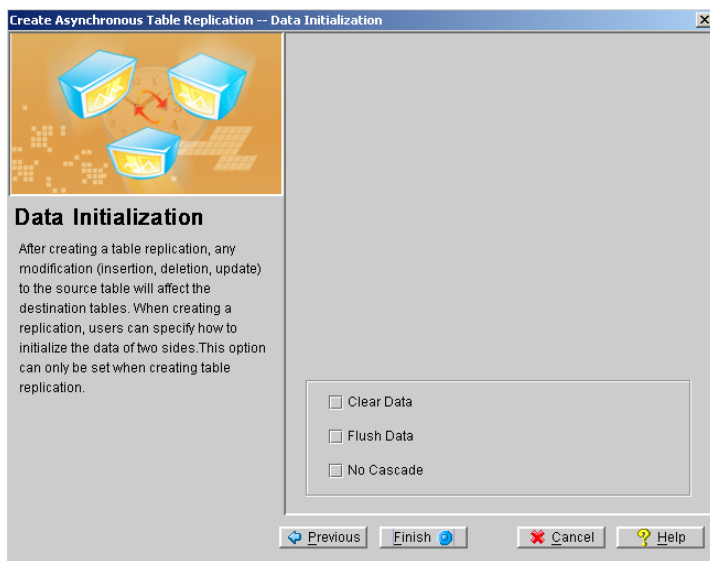 Create Asynchronous Table Replication -- Data Initialization
Data Initialization
After creating a table replication, any
modification (insertion, deletion, update)
to the source table will affect the
destination tables. When creating a
replication, users can specify how to
initialize the data of two sides.This option
can only be set when creating table
replication.
Clear Data
Flush Data
No Cascade
Previous
Finish
Cancel
Help